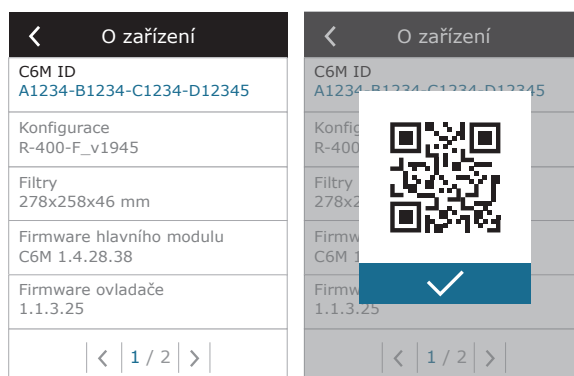 O zařízení
C6M ID
A1234-B1234-C1234-D12345
Konfigurace
R-400-F_v1945
Filtry
278x258x46 mm
Firmware hlavního modulu
C6M 1.4.28.38
Firmware ovladače
1.1.3.25
1 / 2
O zařízení
C6M ID
A1234-B1234-C1234-D12345
Konfig
R-400
Filtry
278x2
Firmw
C6M 1
Firmw
1.1.3.25
1 / 2